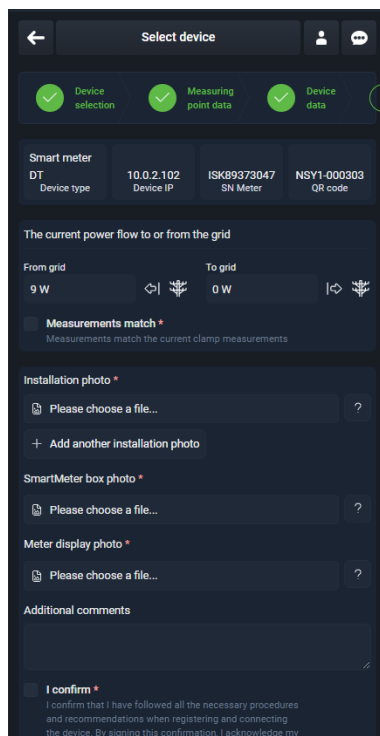 Select device
Device selection
Measuring point data
Device data
Smart meter
DT
Device type
10.0.2.102
Device IP
ISK89373047
SN Meter
NSY1-000303
QR code
The current power flow to or from the grid
From grid
9 W
To grid
0 W
Measurements match *
Measurements match the current clamp measurements
Installation photo *
Please choose a file...
?
+ Add another installation photo
SmartMeter box photo *
Please choose a file...
?
Meter display photo *
Please choose a file...
?
Additional comments
I confirm *
I confirm that I have followed all the necessary procedures
and recommendations when registering and connecting
the device. By signing this confirmation, I acknowledge my